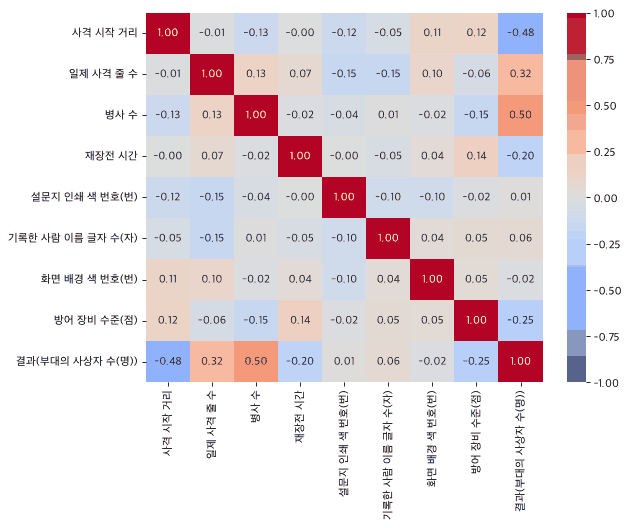 사격 시작 거리 1.00 −0.01 −0.13 −0.00 −0.12 −0.05 0.11 0.12 −0.48
일제 사격 줄 수 −0.01 1.00 0.13 0.07 −0.15 −0.15 0.10 −0.06 0.32
병사 수 −0.13 0.13 1.00 −0.02 −0.04 0.01 −0.02 −0.15 0.50
재장전 시간 −0.00 0.07 −0.02 1.00 −0.00 −0.05 0.04 0.14 −0.20
설문지 인쇄 색 번호(번) −0.12 −0.15 −0.04 −0.00 1.00 −0.10 −0.10 −0.02 0.01
기록한 사람 이름 글자 수(자) −0.05 −0.15 0.01 −0.05 −0.10 1.00 0.04 0.05 0.06
화면 배경 색 번호(번) 0.11 0.10 −0.02 0.04 −0.10 0.04 1.00 0.05 −0.02
방어 장비 수준(점) 0.12 −0.06 −0.15 0.14 −0.02 0.05 0.05 1.00 −0.25
결과(부대의 사상자 수(명)) −0.48 0.32 0.50 −0.20 0.01 0.06 −0.02 −0.25 1.00
사격 시작 거리
일제 사격 줄 수
병사 수
재장전 시간
설문지 인쇄 색 번호(번)
기록한 사람 이름 글자 수(자)
화면 배경 색 번호(번)
방어 장비 수준(점)
결과(부대의 사상자 수(명))
1.00
0.75
0.50
0.25
0.00
−0.25
−0.50
−0.75
−1.00